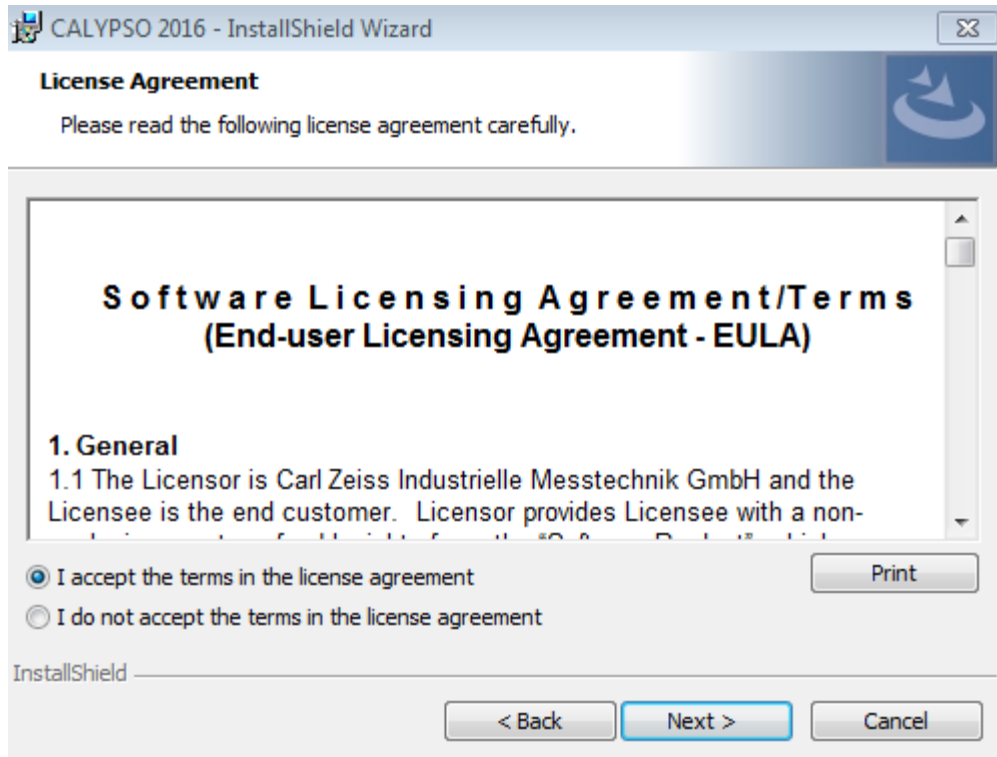 CALYPSO 2016 - InstallShield Wizard
License Agreement
Please read the following license agreement carefully.
Software Licensing Agreement/Terms
(End-user Licensing Agreement - EULA)
1. General
1.1 The Licensor is Carl Zeiss Industrielle Messtechnik GmbH and the
Licensee is the end customer. Licensor provides Licensee with a non-
I accept the terms in the license agreement
Print
I do not accept the terms in the license agreement
InstallShield
< Back
Next >
Cancel